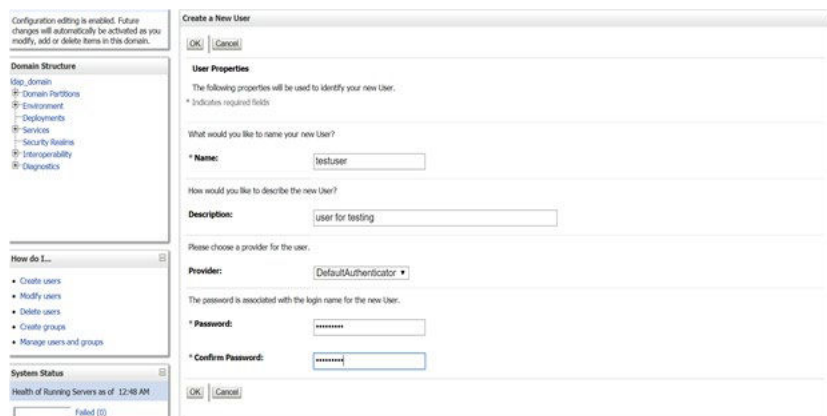 Configuration editing is enabled. Future
changes will automatically be activated as you
modify, add or delete items in this domain.
Domain Structure
ldap_domain
Domain Partitions
Environment
Deployments
Services
Security Realms
Interoperability
Diagnostics
How do I...
Create users
Modify users
Delete users
Create groups
Manage users and groups
System Status
Health of Running Servers as of 12:48 AM
Failed (0)
Create a New User
OK Cancel
User Properties
The following properties will be used to identify your new User.
* Indicates required fields
What would you like to name your new User?
* Name: testuser
How would you like to describe the new User?
Description: user for testing
Please choose a provider for the user.
Provider: DefaultAuthenticator
The password is associated with the login name for the new User.
* Password: •••••••••
* Confirm Password: •••••••••
OK Cancel